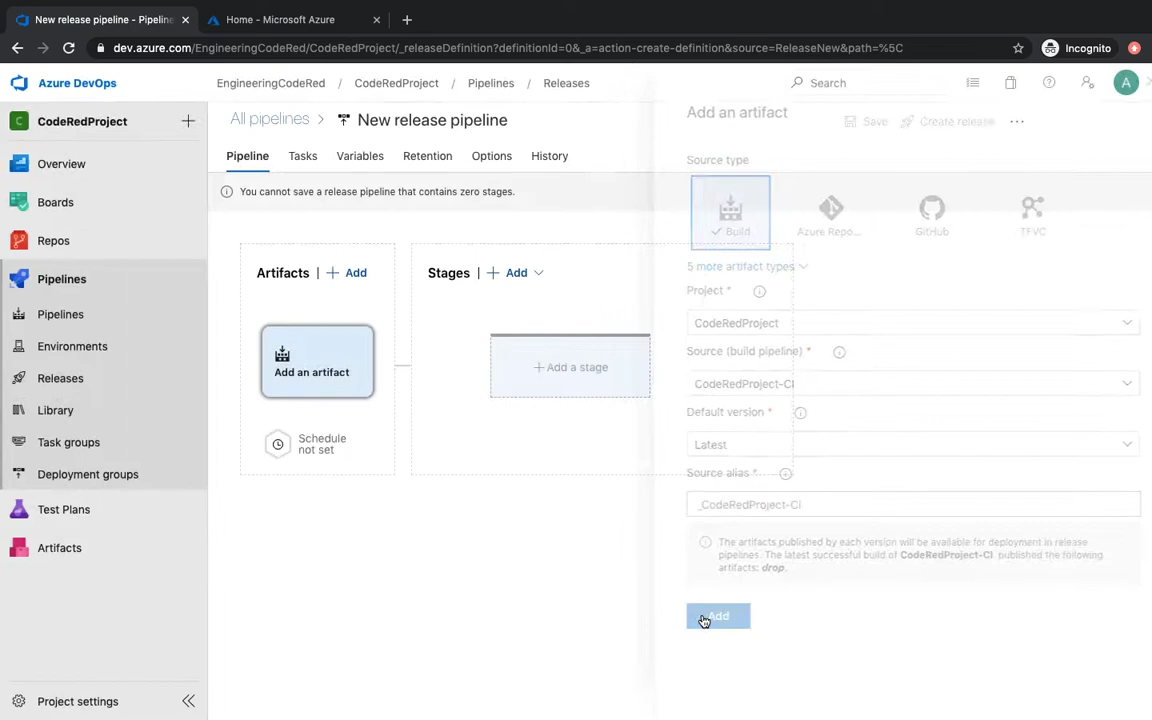 New release pipeline - Pipeline
Home - Microsoft Azure
dev.azure.com/EngineeringCodeRed/CodeRedProject/_releaseDefinition?definitionId=0&_a=action-create-definition&source=ReleaseNew&path=%5C
Incognito
Azure DevOps
EngineeringCodeRed / CodeRedProject / Pipelines / Releases
Search
A
C CodeRedProject
Overview
Boards
Repos
Pipelines
Pipelines
Environments
Releases
Library
Task groups
Deployment groups
Test Plans
Artifacts
Project settings
All pipelines > New release pipeline
Save
Create release
Pipeline Tasks Variables Retention Options History
You cannot save a release pipeline that contains zero stages.
Artifacts | + Add
Stages | + Add
Add an artifact
+ Add a stage
Schedule
not set
Add an artifact
Source type
Build
Azure Repo...
GitHub
TFVC
5 more artifact types
Project *
CodeRedProject
Source (build pipeline) *
CodeRedProject-CI
Default version *
Latest
Source alias *
_CodeRedProject-CI
The artifacts published by each version will be available for deployment in release
pipelines. The latest successful build of CodeRedProject-CI published the following
artifacts: drop.
Add